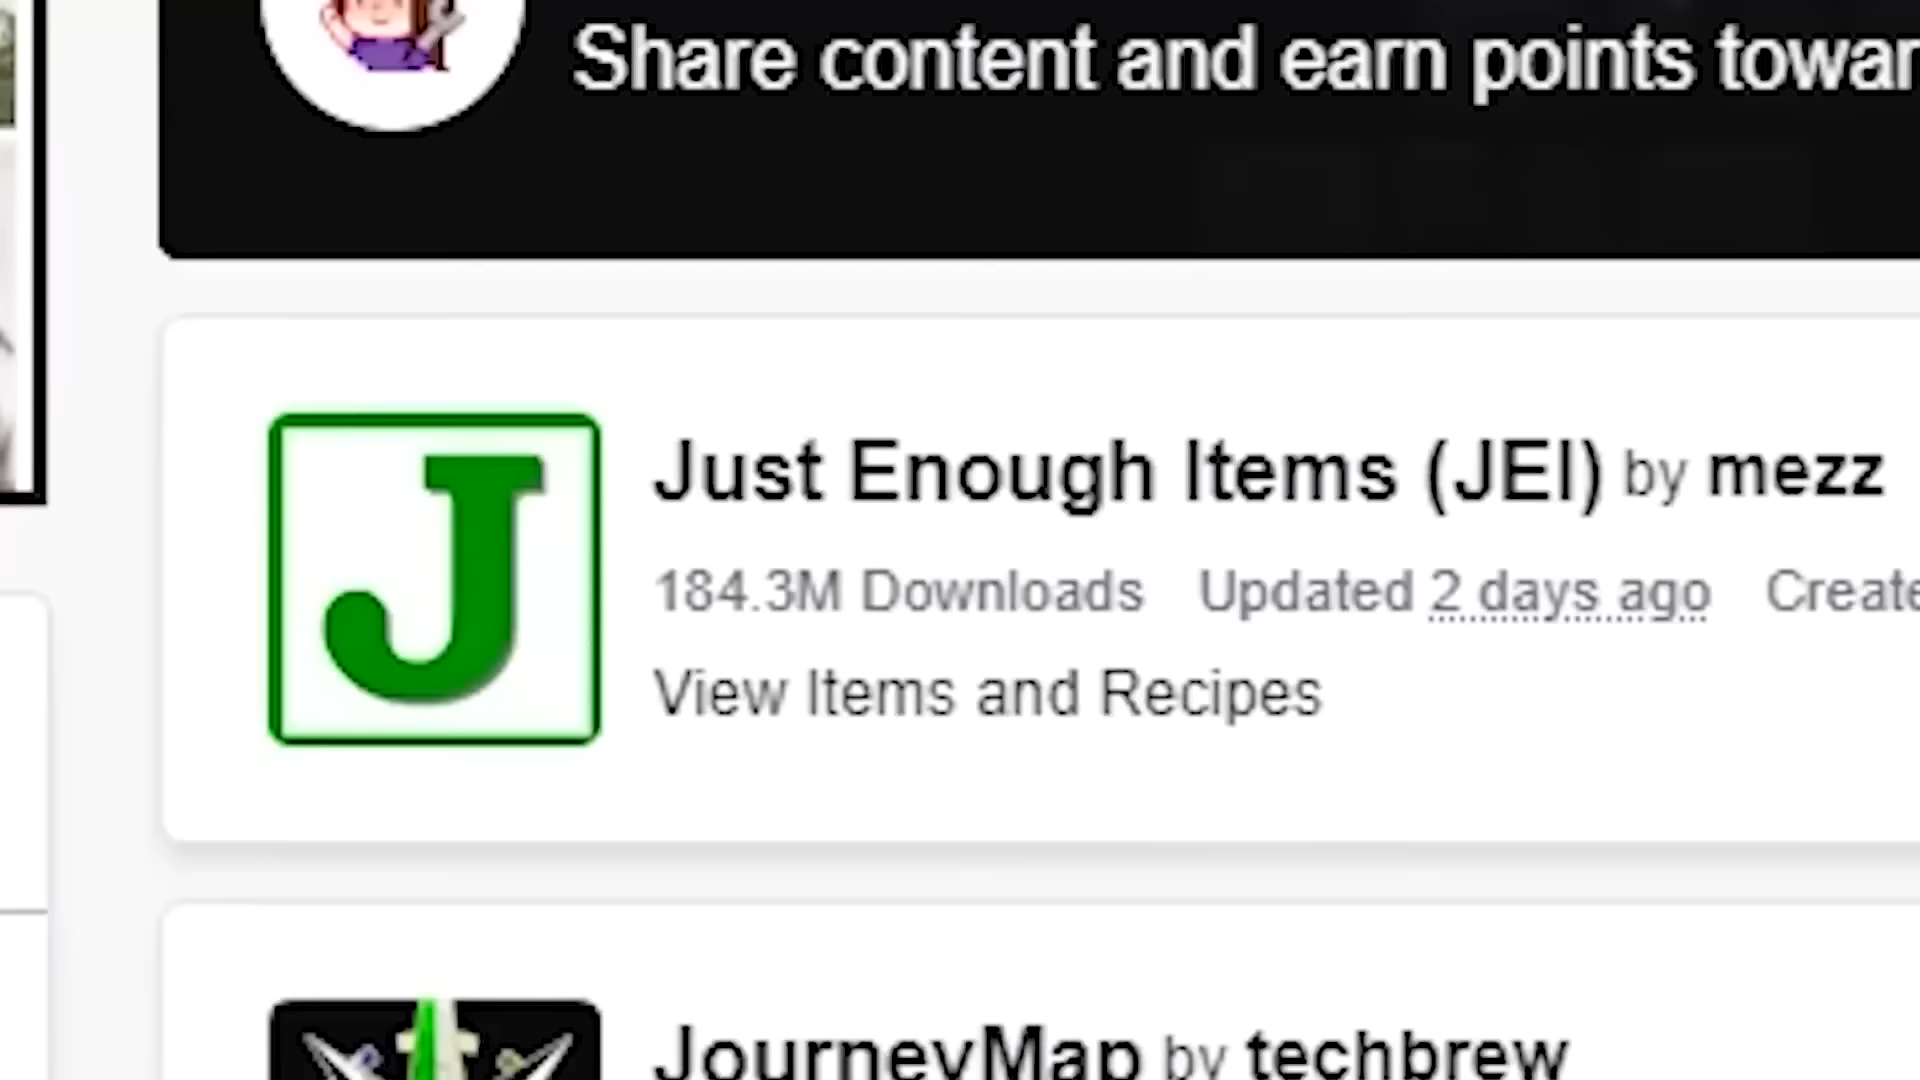 Share content and earn points
J
Just Enough Items (JEI) by mezz
184.3M Downloads Updated 2 days ago
View Items and Recipes
JourneyMap by techbrew